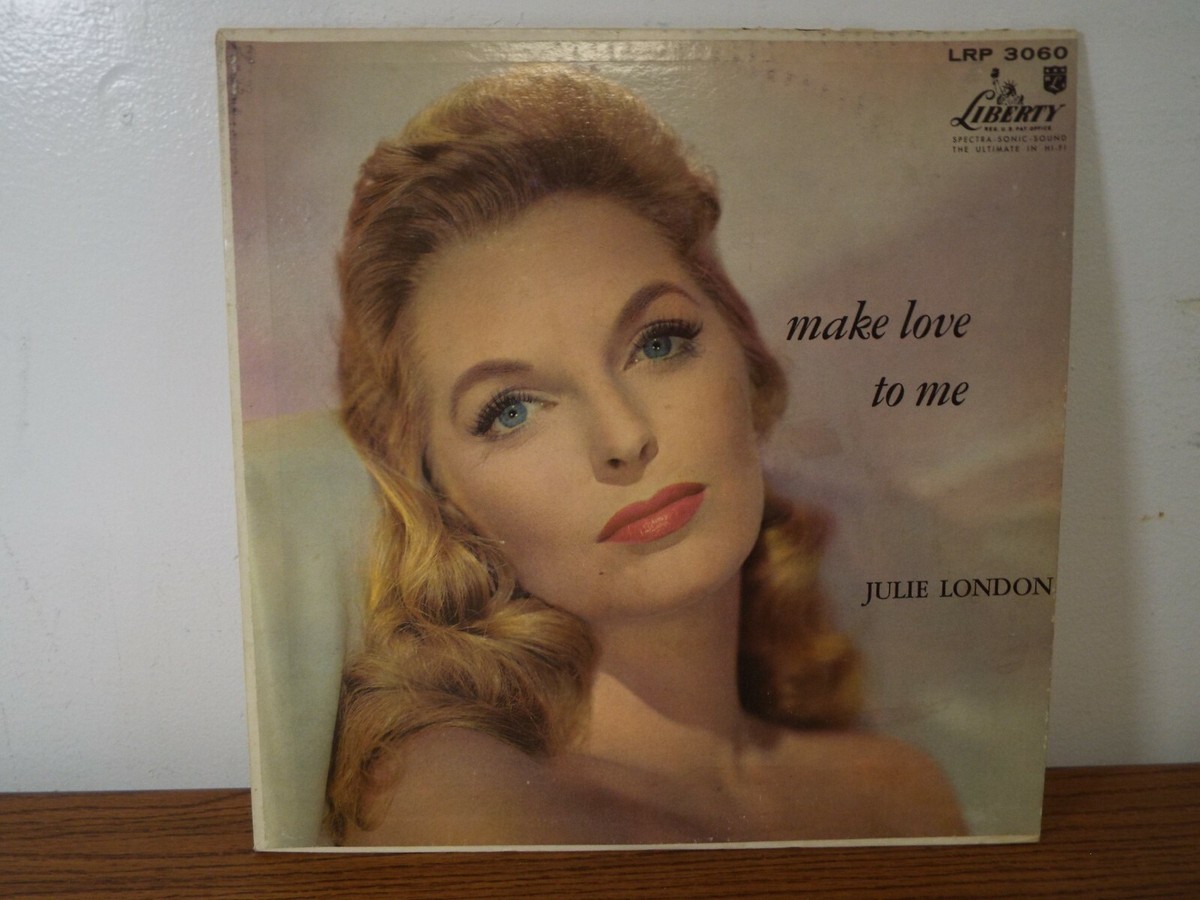 LRP 3060
LIBERTY
REG. U.S. PAT. OFFICE
SPECTRA-SONIC-SOUND
THE ULTIMATE IN HI-FI
make love
to me
JULIE LONDON